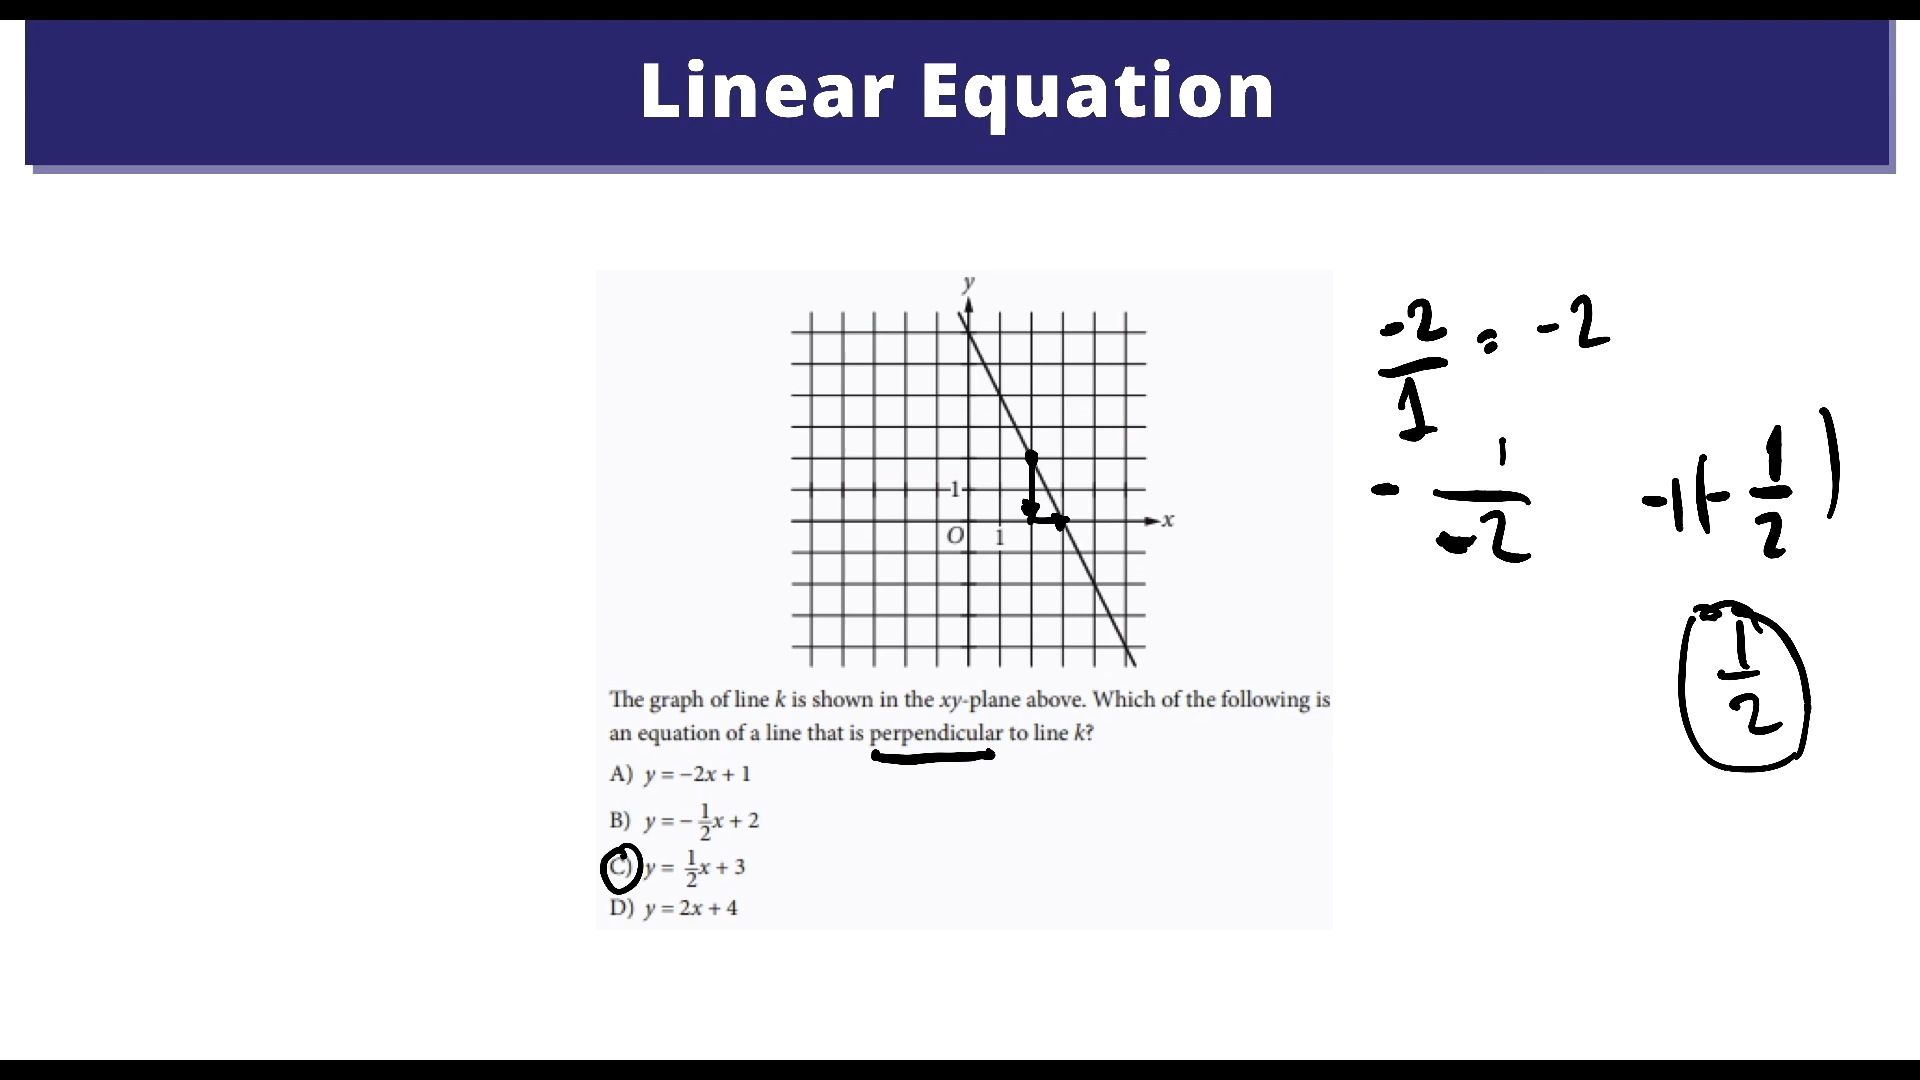 Linear Equation
y
1
O 1 x
The graph of line k is shown in the xy-plane above. Which of the following is
an equation of a line that is perpendicular to line k?
A) y = −2x + 1
B) y = − 1/2 x + 2
C) y = 1/2 x + 3
D) y = 2x + 4
-2/1 = -2
- 1/-2
-1(-1/2)
1/2